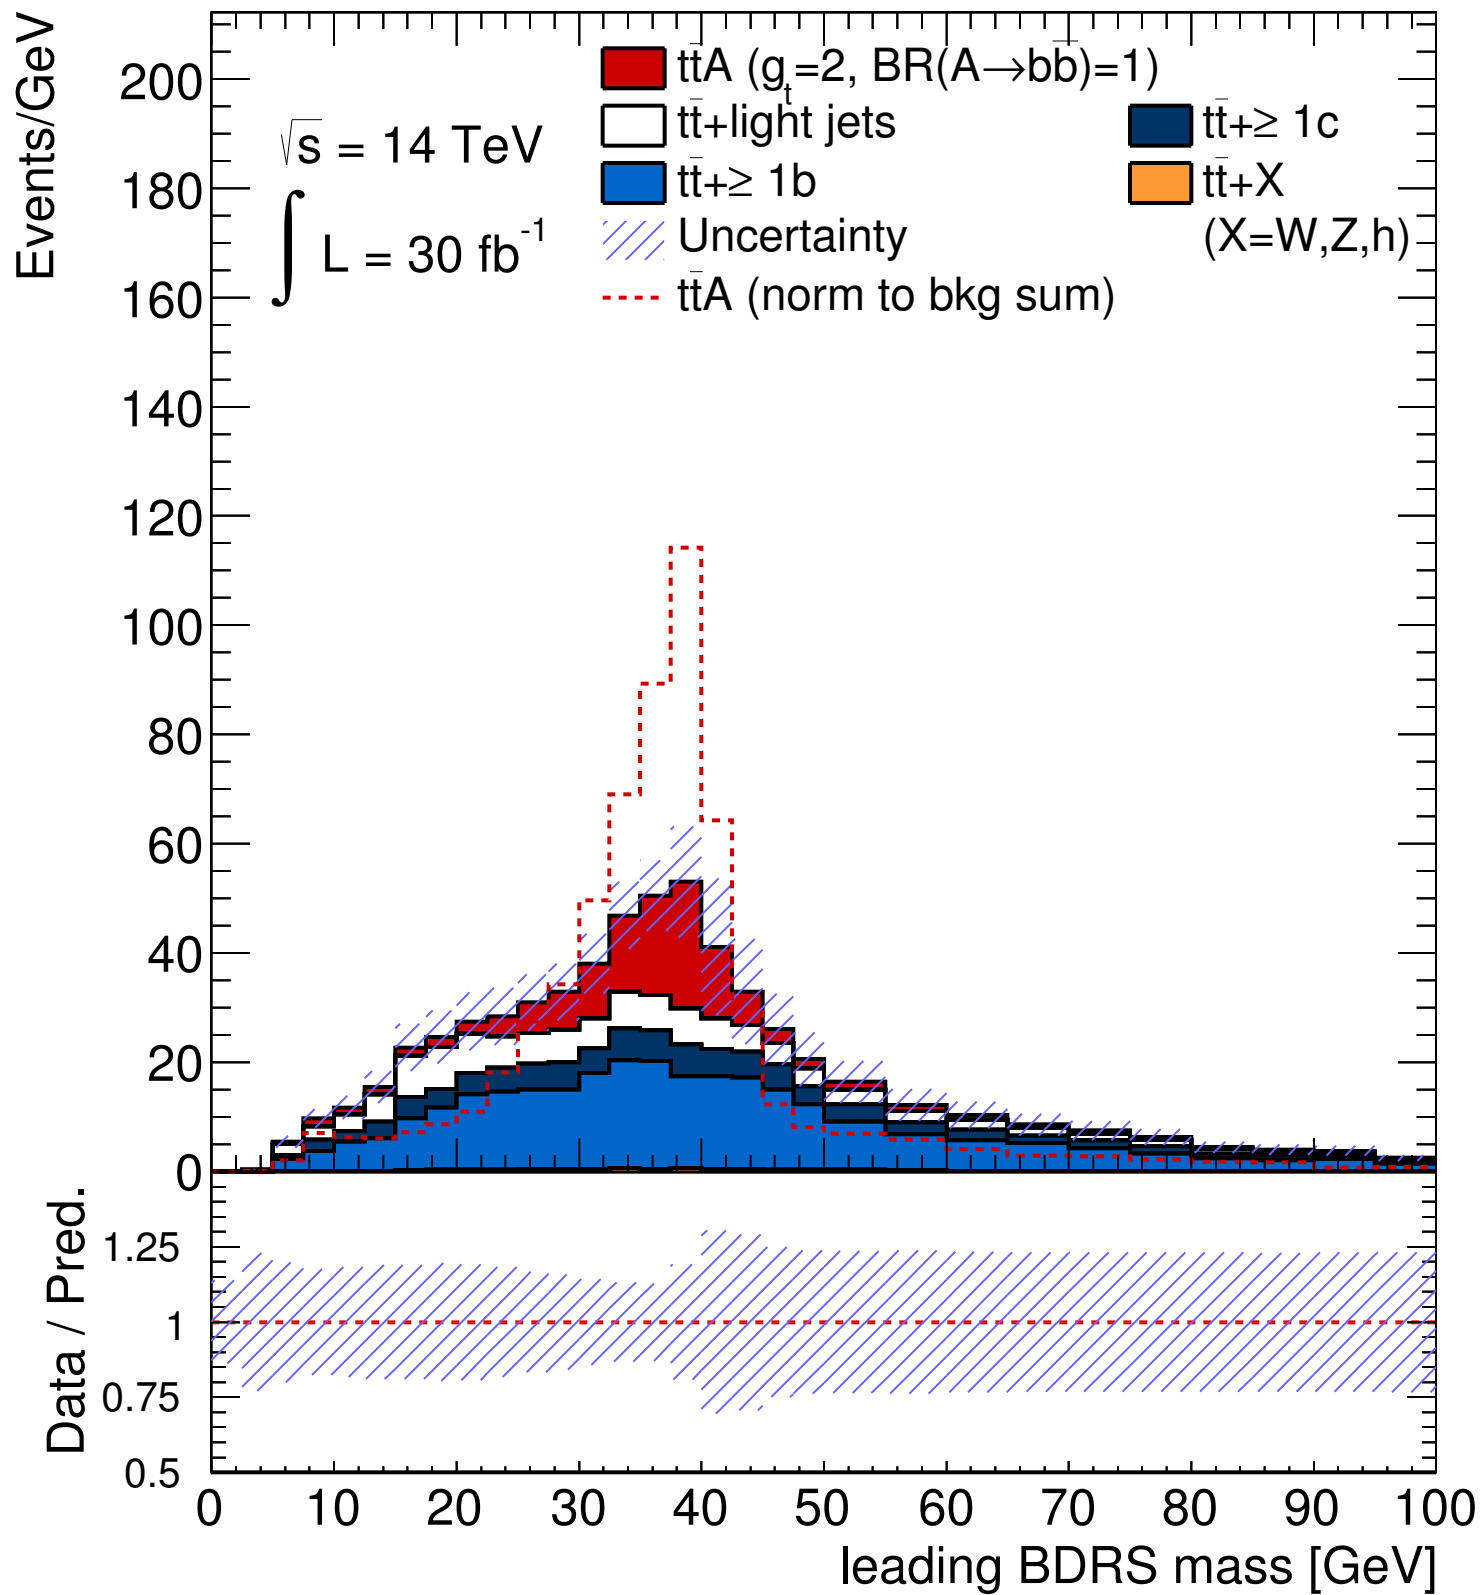 Events/GeV
200
180
160
140
120
100
80
60
40
20
0
√s = 14 TeV
∫ L = 30 fb⁻¹
tt̄A (gₜ=2, BR(A→bb̄)=1)
tt̄+light jets
tt̄+≥ 1c
tt̄+≥ 1b
tt̄+X
Uncertainty
(X=W,Z,h)
tt̄A (norm to bkg sum)
Data / Pred.
1.25
1
0.75
0.5
0 10 20 30 40 50 60 70 80 90 100
leading BDRS mass [GeV]